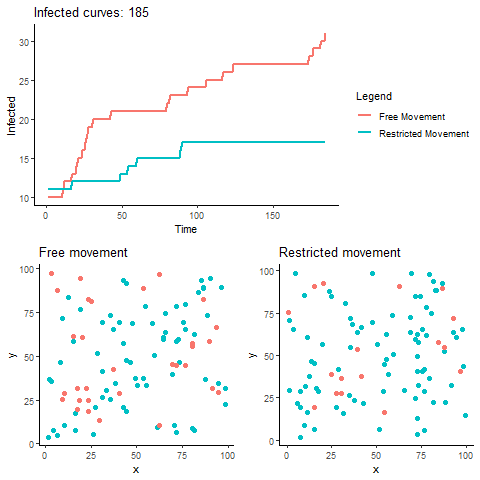 Infected curves: 185
Infected
30
25
20
15
10
0
50
100
150
Time
Legend
Free Movement
Restricted Movement
Free movement
y
100
75
50
25
0
0
25
50
75
100
x
Restricted movement
y
100
75
50
25
0
0
25
50
75
100
x